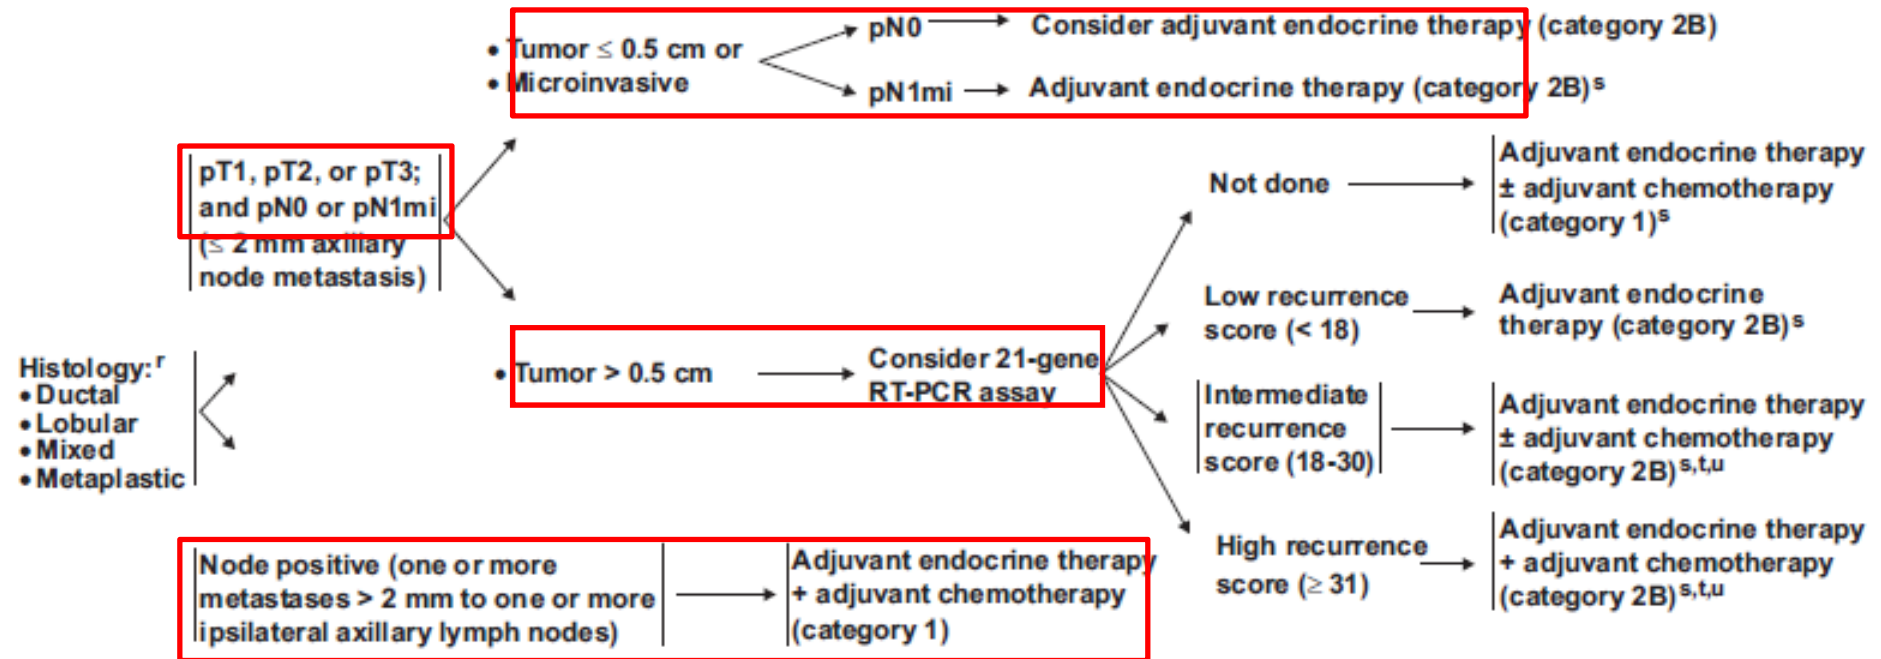 • Tumor ≤ 0.5 cm or
• Microinvasive
pN0
Consider adjuvant endocrine therapy (category 2B)
pN1mi
Adjuvant endocrine therapy (category 2B)s
pT1, pT2, or pT3;
and pN0 or pN1mi
(≤ 2 mm axillary
node metastasis)
Not done
Adjuvant endocrine therapy
± adjuvant chemotherapy
(category 1)s
Low recurrence
score (< 18)
Adjuvant endocrine
therapy (category 2B)s
Histology:r
• Ductal
• Lobular
• Mixed
• Metaplastic
• Tumor > 0.5 cm
Consider 21-gene
RT-PCR assay
Intermediate
recurrence
score (18-30)
Adjuvant endocrine therapy
± adjuvant chemotherapy
(category 2B)s,t,u
High recurrence
score (≥ 31)
Adjuvant endocrine therapy
+ adjuvant chemotherapy
(category 2B)s,t,u
Node positive (one or more
metastases > 2 mm to one or more
ipsilateral axillary lymph nodes)
Adjuvant endocrine therapy
+ adjuvant chemotherapy
(category 1)